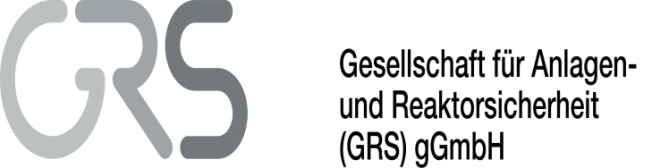 GRS
Gesellschaft für Anlagen-
und Reaktorsicherheit
(GRS) gGmbH